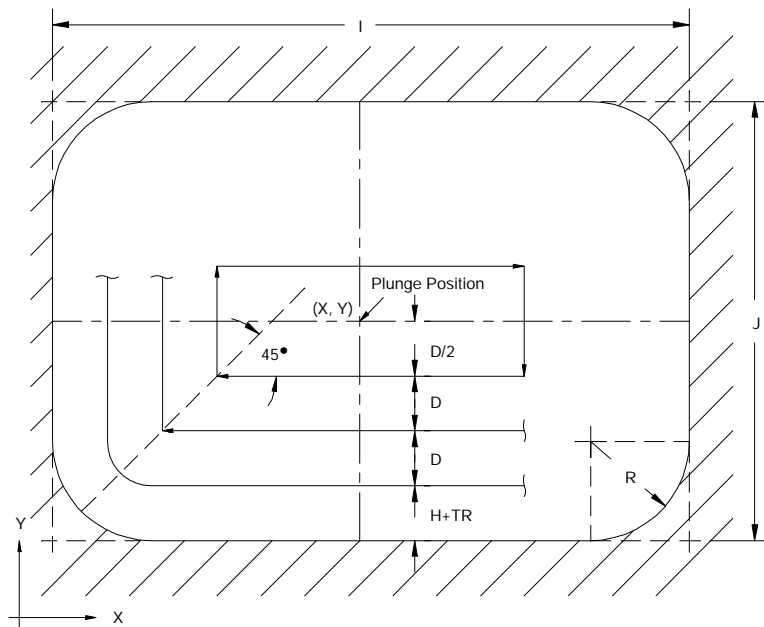 I
Plunge Position
(X, Y)
J
D/2
45°
D
D
R
H+TR
Y
X